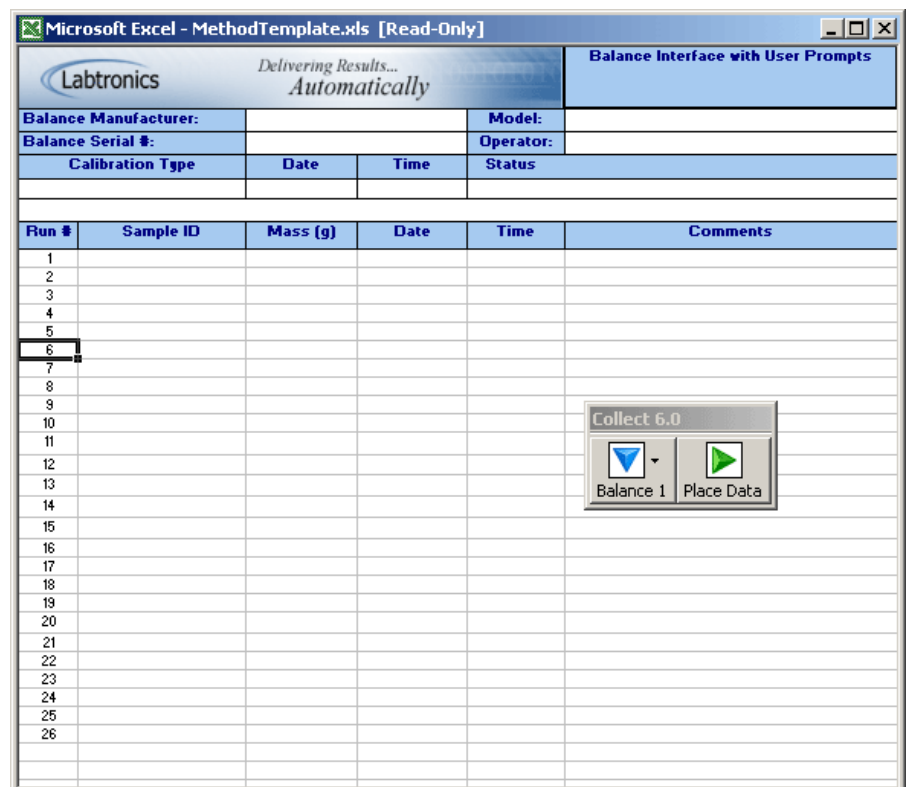 Microsoft Excel - MethodTemplate.xls [Read-Only]
Labtronics
Delivering Results...
Automatically
Balance Interface with User Prompts
Balance Manufacturer: Model:
Balance Serial #: Operator:
Calibration Type Date Time Status
Run # Sample ID Mass (g) Date Time Comments
1
2
3
4
5
6
7
8
9
10
11
12
13
14
15
16
17
18
19
20
21
22
23
24
25
26
Collect 6.0
Balance 1 Place Data